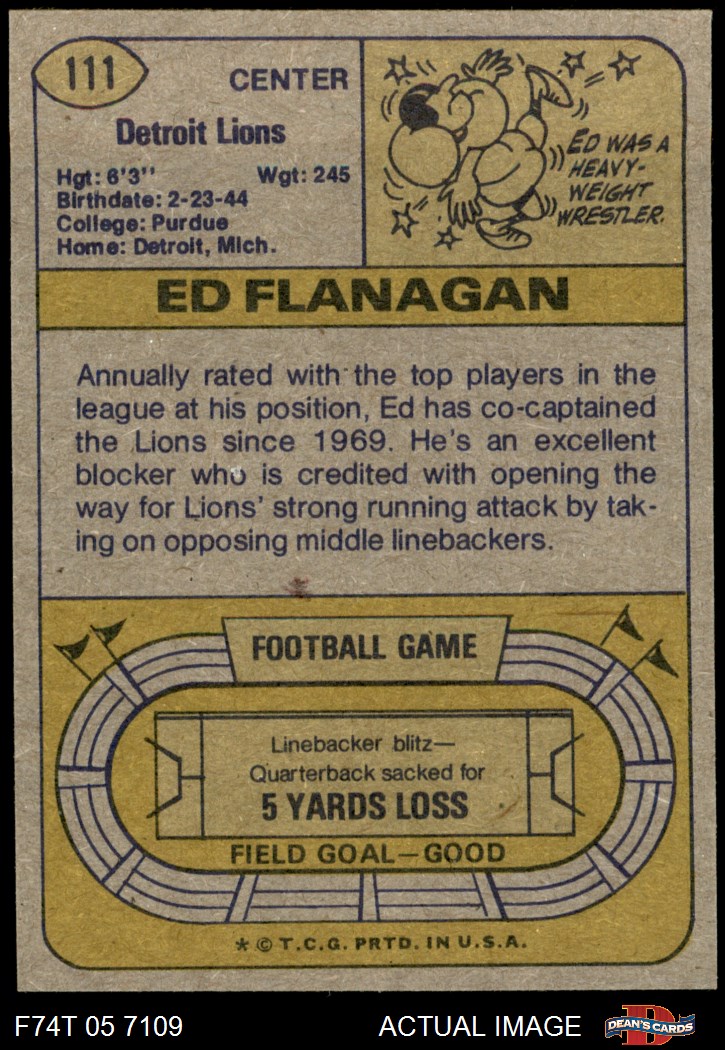 111
CENTER
Detroit Lions
Hgt: 6'3" Wgt: 245
Birthdate: 2-23-44
College: Purdue
Home: Detroit, Mich.
ED WAS A
HEAVY-
WEIGHT
WRESTLER.
ED FLANAGAN
Annually rated with the top players in the
league at his position, Ed has co-captained
the Lions since 1969. He's an excellent
blocker who is credited with opening the
way for Lions' strong running attack by tak-
ing on opposing middle linebackers.
FOOTBALL GAME
Linebacker blitz—
Quarterback sacked for
5 YARDS LOSS
FIELD GOAL—GOOD
* © T.C.G. PRTD. IN U.S.A.
F74T 05 7109 ACTUAL IMAGE
D
DEAN'S CARDS